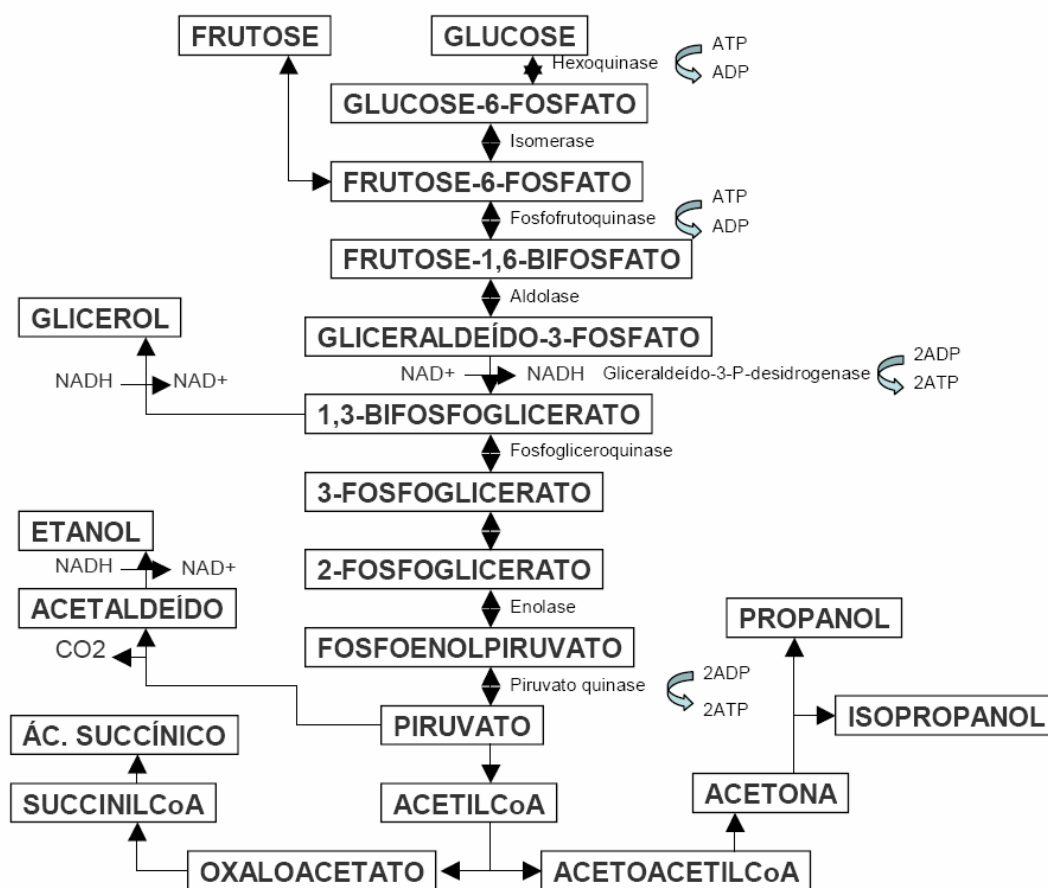 FRUTOSE
GLUCOSE
Hexoquinase
ATP
ADP
GLUCOSE-6-FOSFATO
Isomerase
FRUTOSE-6-FOSFATO
Fosfofrutoquinase
ATP
ADP
FRUTOSE-1,6-BIFOSFATO
Aldolase
GLICEROL
GLICERALDEÍDO-3-FOSFATO
NADH
NAD+
NAD+
NADH
Gliceraldeído-3-P-desidrogenase
2ADP
2ATP
1,3-BIFOSFOGLICERATO
Fosfogliceroquinase
3-FOSFOGLICERATO
ETANOL
NADH
NAD+
2-FOSFOGLICERATO
ACETALDEÍDO
Enolase
PROPANOL
CO2
FOSFOENOLPIRUVATO
Piruvato quinase
2ADP
2ATP
PIRUVATO
ISOPROPANOL
ÁC. SUCCÍNICO
SUCCINILCoA
ACETILCoA
ACETONA
OXALOACETATO
ACETOACETILCoA